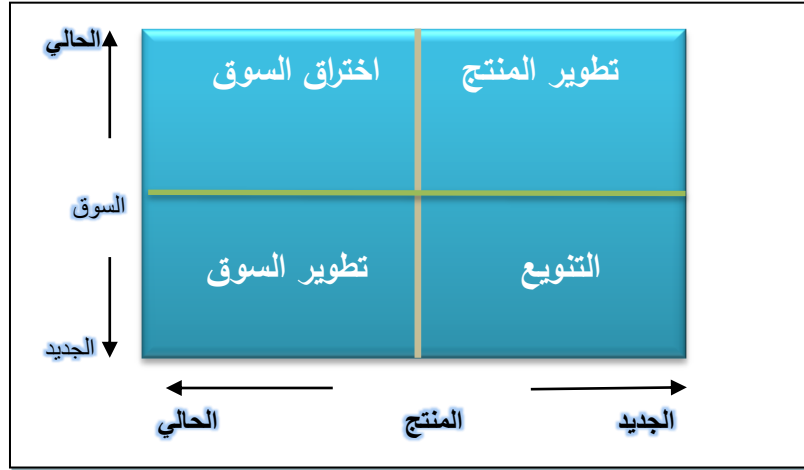 الحالي
تطوير المنتج
اختراق السوق
السوق
التنويع
تطوير السوق
الجديد
الجديد
المنتج
الحالي